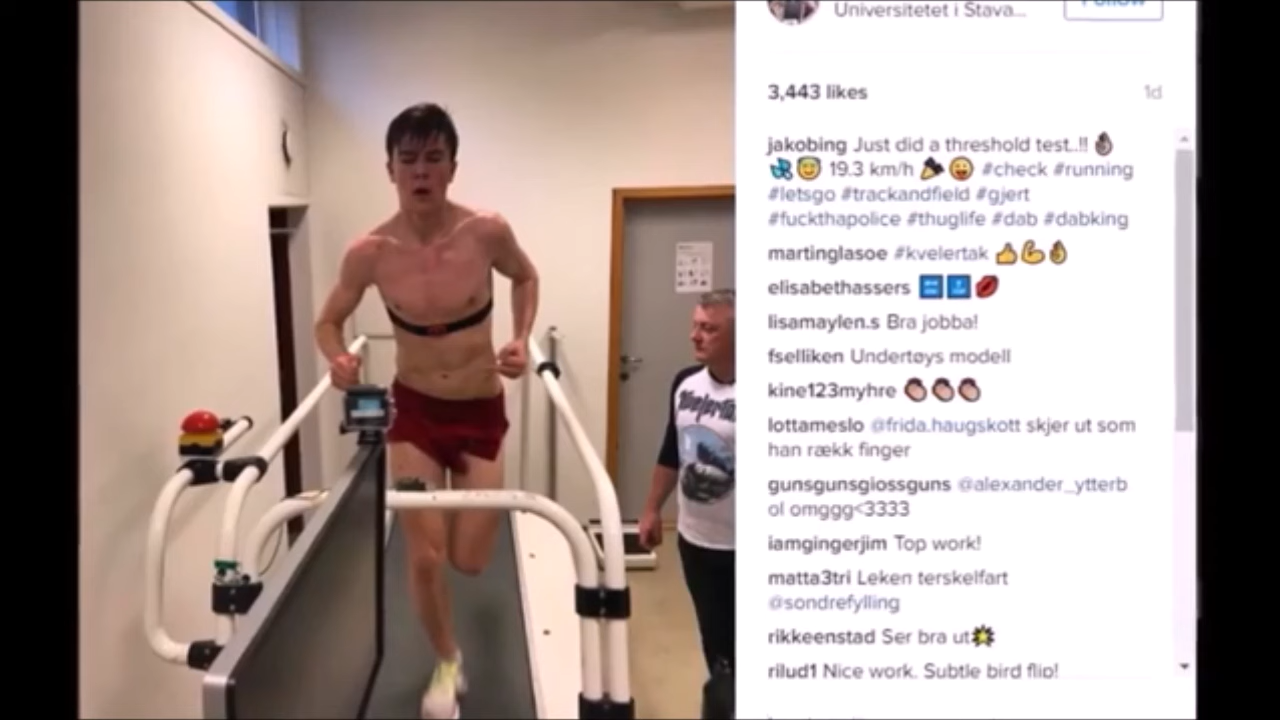 Universitetet i Stava...
Follow
3,443 likes
1d
jakobing Just did a threshold test..!! 👌🏿
💦😇 19.3 km/h 🎉😜 #check #running
#letsgo #trackandfield #gjert
#fuckthapolice #thuglife #dab #dabking
martinglasoe #kvelertak 👍💪👌
elisabethassers 💋
lisamaylen.s Bra jobba!
fselliken Undertøys modell
kine123myhre
lottameslo @frida.haugskott skjer ut som
han rækk finger
gunsgunsgiossguns @alexander_ytterb
ol omggg<3333
iamgingerjim Top work!
matta3tri Leken terskelfart
@sondrefylling
rikkeenstad Ser bra ut
rilud1 Nice work. Subtle bird flip!